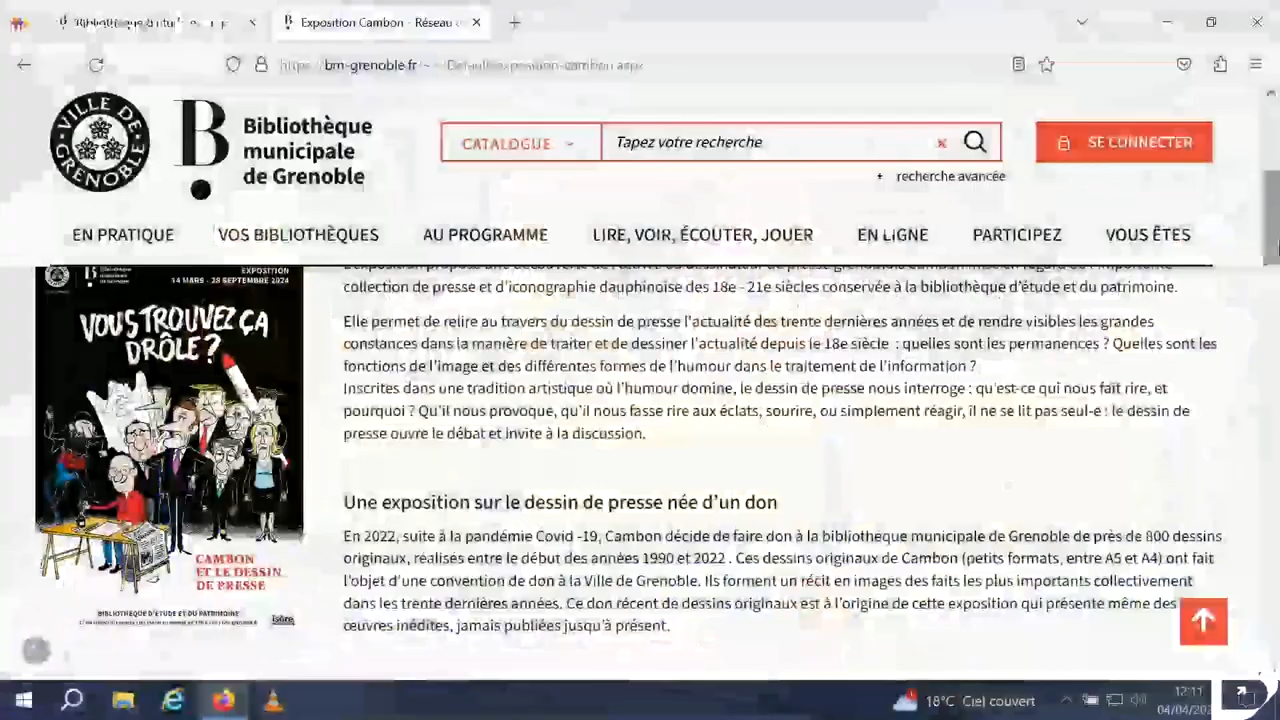 Exposition Cambon - Réseau
https://bm-grenoble.fr
VILLE DE GRENOBLE
Bibliothèque
municipale
de Grenoble
CATALOGUE
Tapez votre recherche
SE CONNECTER
+ recherche avancée
EN PRATIQUE VOS BIBLIOTHÈQUES AU PROGRAMME LIRE, VOIR, ÉCOUTER, JOUER EN LIGNE PARTICIPEZ VOUS ÊTES
EXPOSITION
14 MARS - 28 SEPTEMBRE 2024
VOUS TROUVEZ ÇA
DRÔLE ?
CAMBON
ET LE DESSIN
DE PRESSE
BIBLIOTHÈQUE D'ÉTUDE ET DU PATRIMOINE
isère
collection de presse et d'iconographie dauphinoise des 18e - 21e siècles conservée à la bibliothèque d'étude et du patrimoine.
Elle permet de relire au travers du dessin de presse l'actualité des trente dernières années et de rendre visibles les grandes
constances dans la manière de traiter et de dessiner l'actualité depuis le 18e siècle : quelles sont les permanences ? Quelles sont les
fonctions de l'image et des différentes formes de l'humour dans le traitement de l'information ?
Inscrites dans une tradition artistique où l'humour domine, le dessin de presse nous interroge : qu'est-ce qui nous fait rire, et
pourquoi ? Qu'il nous provoque, qu'il nous fasse rire aux éclats, sourire, ou simplement réagir, il ne se lit pas seul·e : le dessin de
presse ouvre le débat et invite à la discussion.
Une exposition sur le dessin de presse née d'un don
En 2022, suite à la pandémie Covid -19, Cambon décide de faire don à la bibliothèque municipale de Grenoble de près de 800 dessins
originaux, réalisés entre le début des années 1990 et 2022 . Ces dessins originaux de Cambon (petits formats, entre A5 et A4) ont fait
l'objet d'une convention de don à la Ville de Grenoble. Ils forment un récit en images des faits les plus importants collectivement
dans les trente dernières années. Ce don récent de dessins originaux est à l'origine de cette exposition qui présente même des
œuvres inédites, jamais publiées jusqu'à présent.
18°C Ciel couvert
12:11
04/04/20